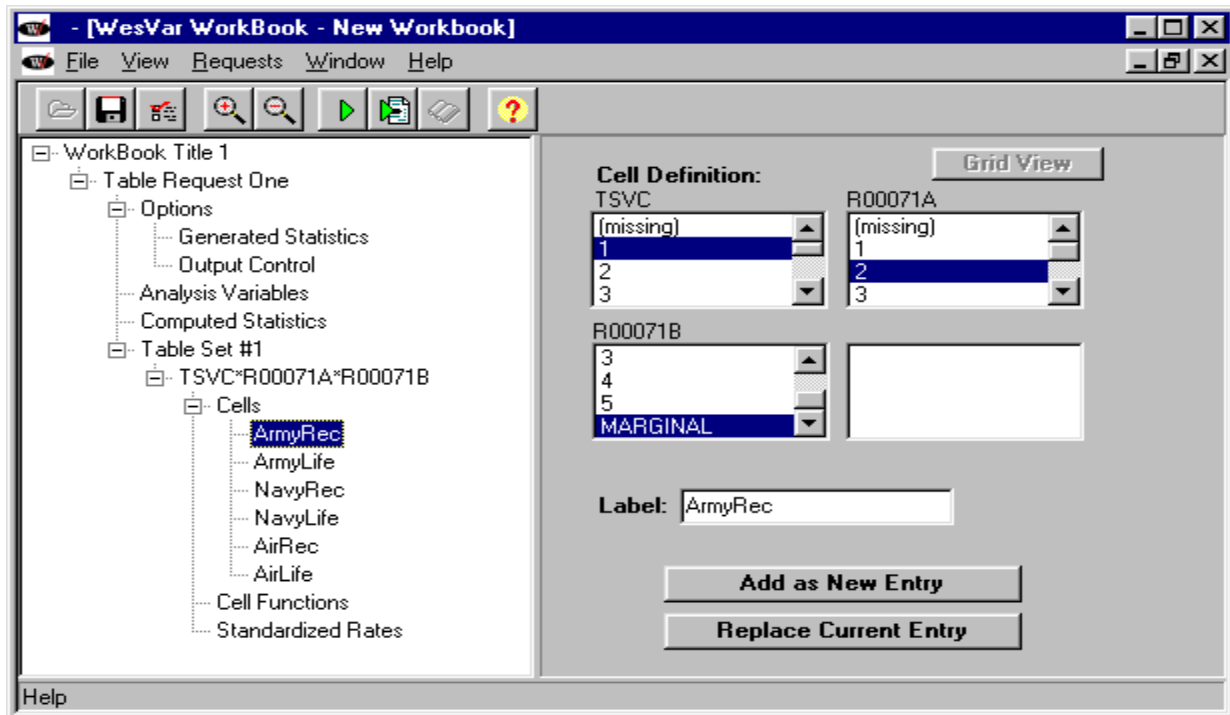 - [WesVar WorkBook - New Workbook]
File View Requests Window Help
WorkBook Title 1
Table Request One
Options
Generated Statistics
Output Control
Analysis Variables
Computed Statistics
Table Set #1
TSVC*R00071A*R00071B
Cells
ArmyRec
ArmyLife
NavyRec
NavyLife
AirRec
AirLife
Cell Functions
Standardized Rates
Grid View
Cell Definition:
TSVC
(missing)
1
2
3
R00071A
(missing)
1
2
3
R00071B
3
4
5
MARGINAL
Label: ArmyRec
Add as New Entry
Replace Current Entry
Help